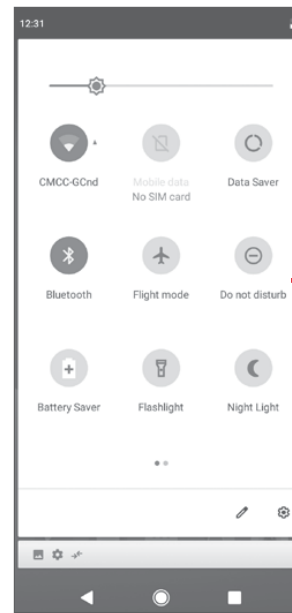 12:31
CMCC-GCnd
Mobile data
No SIM card
Data Saver
Bluetooth
Flight mode
Do not disturb
Battery Saver
Flashlight
Night Light